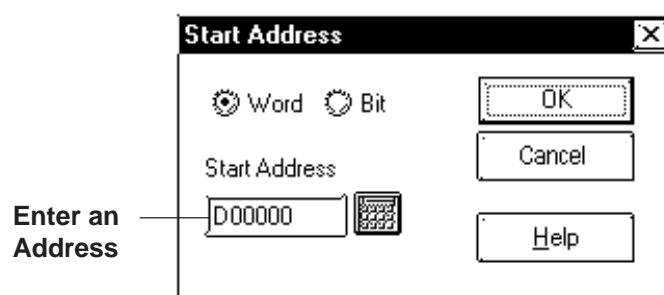 Start Address
Word Bit
OK
Start Address
Cancel
Enter an
Address
D00000
Help